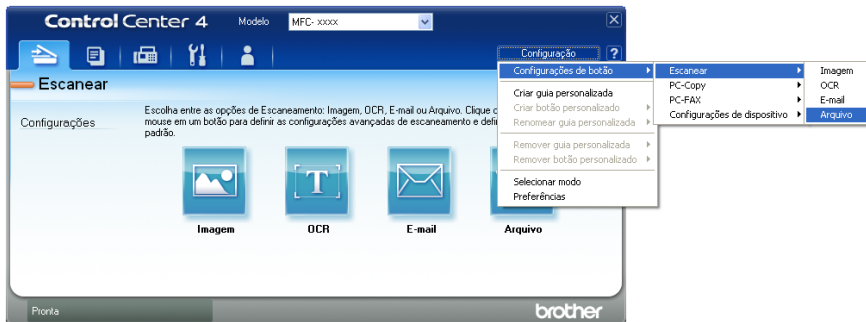 Control Center 4
Modelo
MFC- xxxx
Configuração
?
Escanear
Configurações
Escolha entre as opções de Escaneamento: Imagem, OCR, E-mail ou Arquivo. Clique
mouse em um botão para definir as configurações avançadas de escaneamento e
padrão.
Imagem
OCR
E-mail
Arquivo
Configurações de botão
Criar guia personalizada
Criar botão personalizado
Renomear guia personalizada
Remover guia personalizada
Remover botão personalizado
Selecionar modo
Preferências
Escanear
PC-Copy
PC-FAX
Configurações de dispositivo
Imagem
OCR
E-mail
Arquivo
Pronta
brother